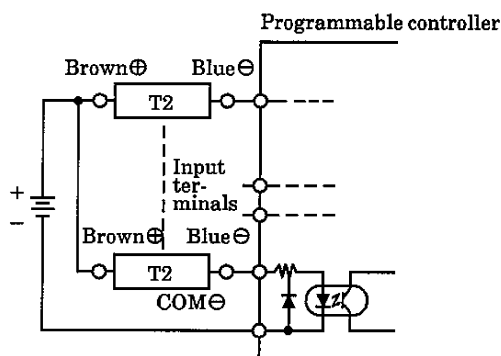 Programmable controller
Brown⊕ Blue⊖
T2
Input
ter-
minals
+
−
Brown⊕ Blue⊖
T2
COM⊖